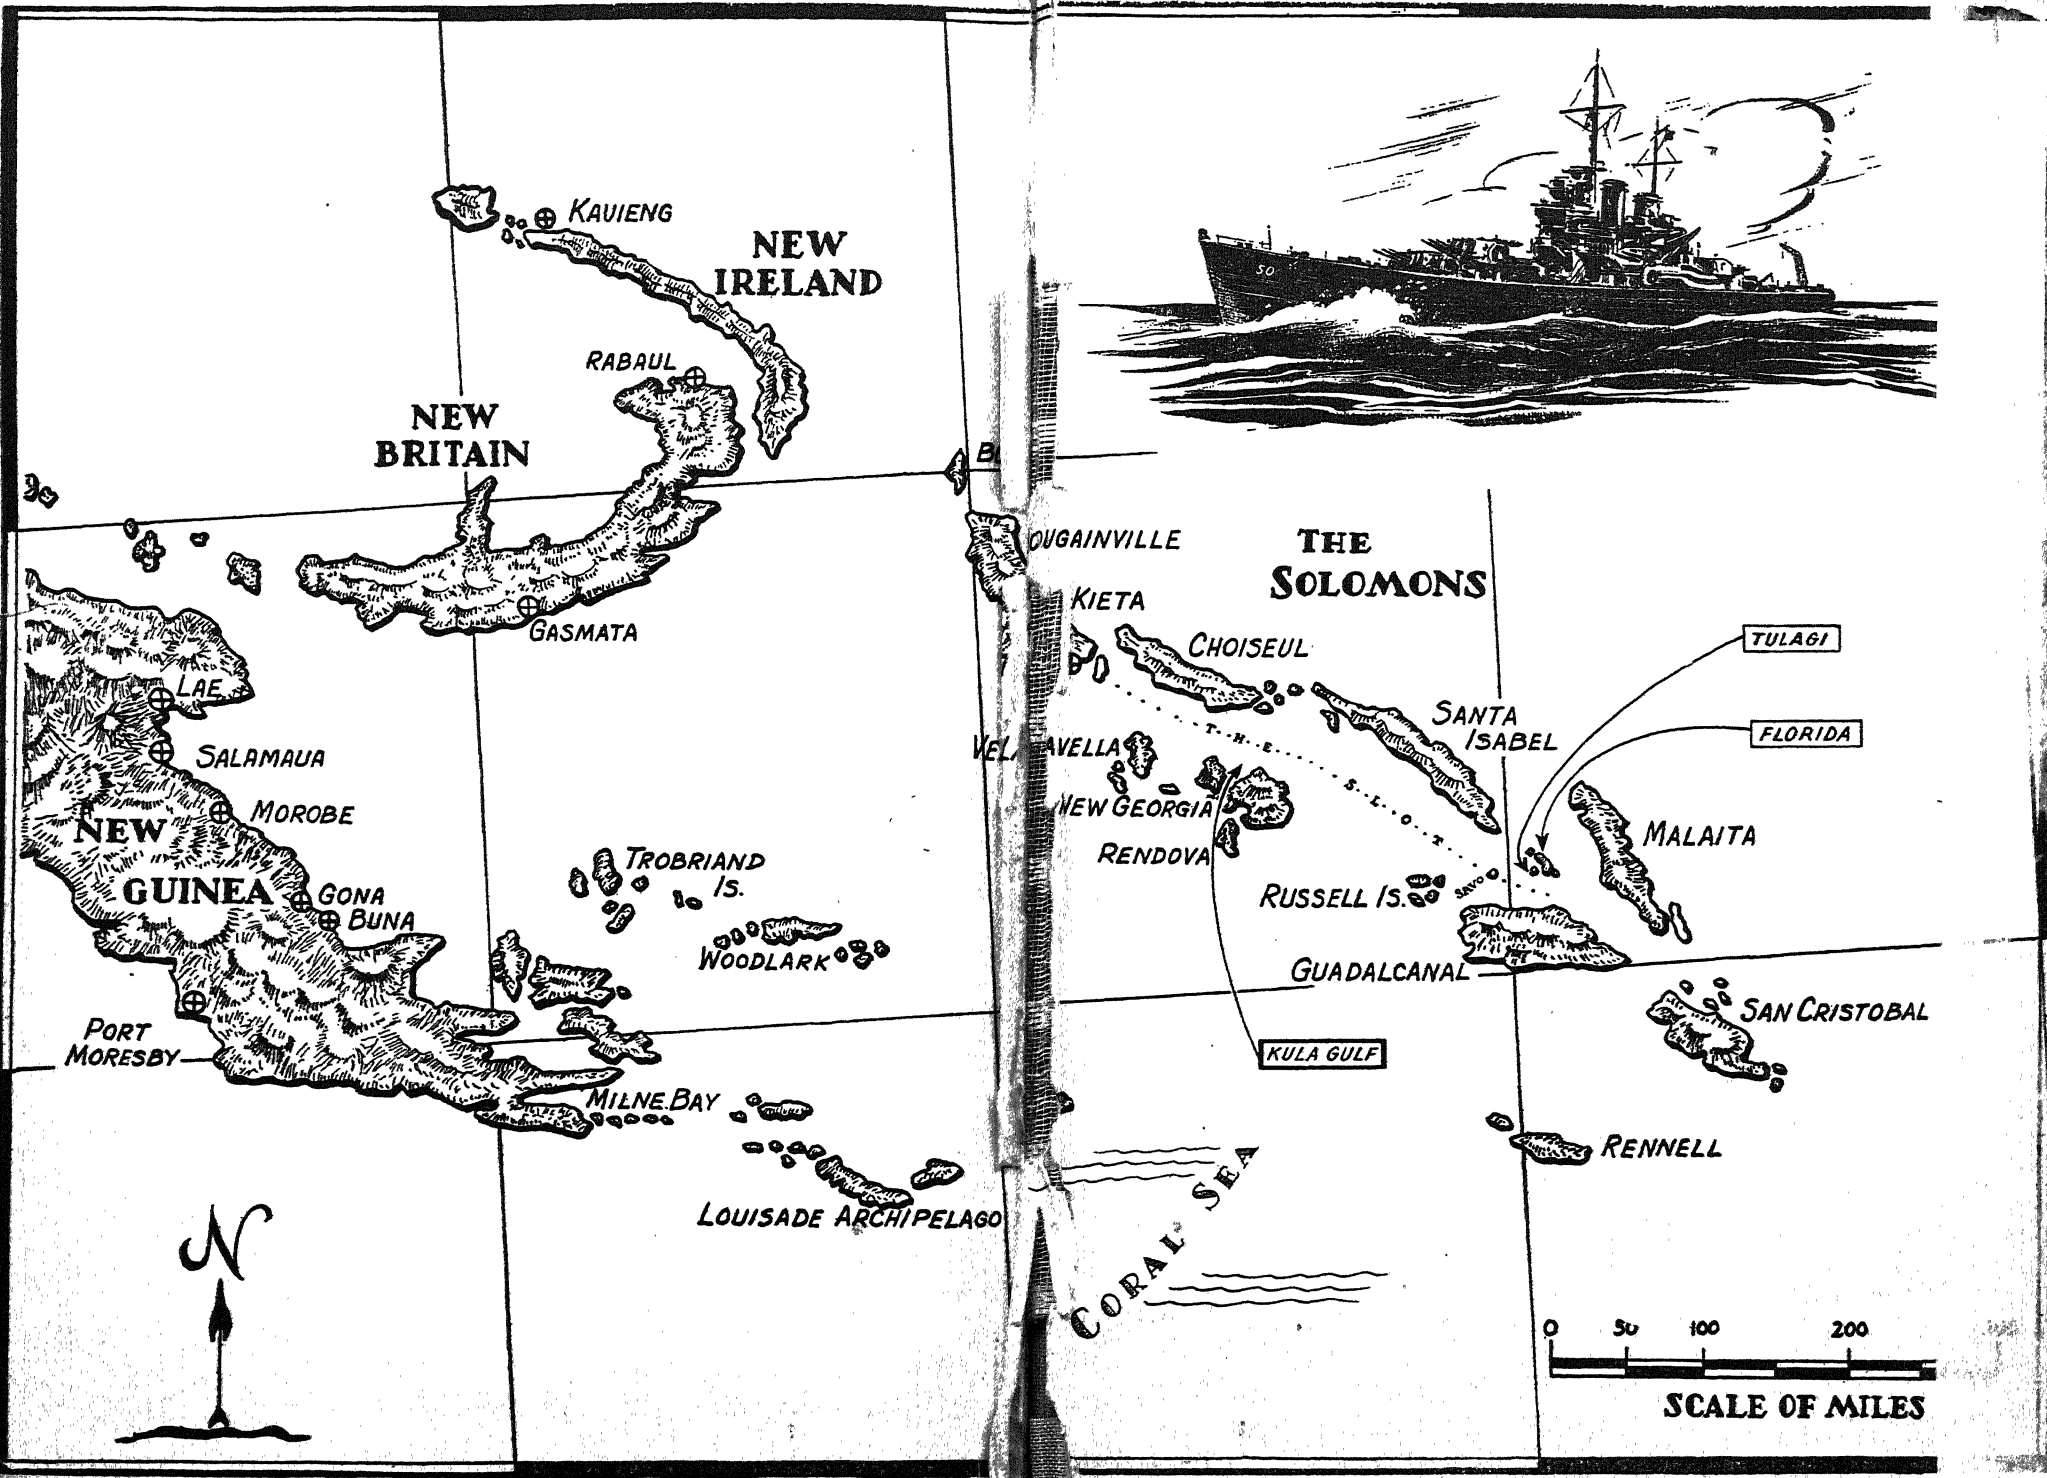 KAVIENG
NEW
IRELAND
RABAUL
NEW
BRITAIN
GASMATA
LAE
SALAMAUA
MOROBE
NEW
GUINEA
GONA
BUNA
PORT
MORESBY
TROBRIAND
IS.
WOODLARK
MILNE BAY
LOUISADE ARCHIPELAGO
N
50
OUGAINVILLE
THE
SOLOMONS
KIETA
CHOISEUL
TULAGI
FLORIDA
SANTA
ISABEL
THE SLOT
VEL AVELLA
NEW GEORGIA
RENDOVA
MALAITA
RUSSELL IS.
SAVO
GUADALCANAL
SAN CRISTOBAL
KULA GULF
RENNELL
CORAL SEA
0 50 100 200
SCALE OF MILES